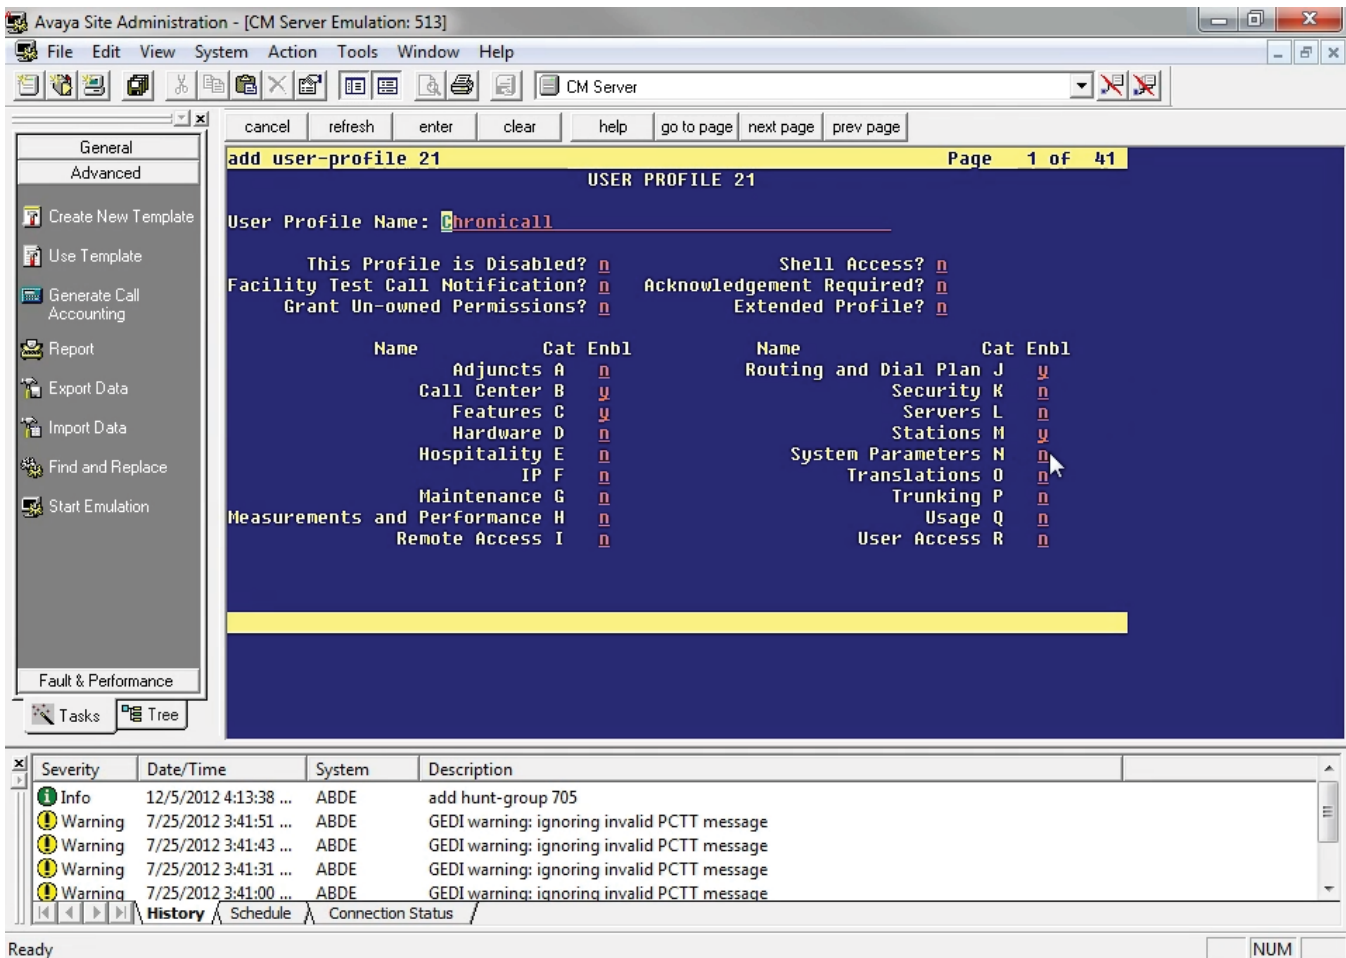 Avaya Site Administration - [CM Server Emulation: 513]
File Edit View System Action Tools Window Help
CM Server
cancel refresh enter clear help go to page next page prev page
General
Advanced
Create New Template
Use Template
Generate Call
Accounting
Report
Export Data
Import Data
Find and Replace
Start Emulation
Fault & Performance
Tasks Tree
add user-profile 21 Page 1 of 41
USER PROFILE 21
User Profile Name: Chronicall
This Profile is Disabled? n Shell Access? n
Facility Test Call Notification? n Acknowledgement Required? n
Grant Un-owned Permissions? n Extended Profile? n
Name Cat Enbl Name Cat Enbl
Adjuncts A n Routing and Dial Plan J y
Call Center B y Security K n
Features C y Servers L n
Hardware D n Stations M y
Hospitality E n System Parameters N n
IP F n Translations O n
Maintenance G n Trunking P n
Measurements and Performance H n Usage Q n
Remote Access I n User Access R n
Severity Date/Time System Description
Info 12/5/2012 4:13:38 ... ABDE add hunt-group 705
Warning 7/25/2012 3:41:51 ... ABDE GEDI warning: ignoring invalid PCTT message
Warning 7/25/2012 3:41:43 ... ABDE GEDI warning: ignoring invalid PCTT message
Warning 7/25/2012 3:41:31 ... ABDE GEDI warning: ignoring invalid PCTT message
Warning 7/25/2012 3:41:00 ... ABDE GEDI warning: ignoring invalid PCTT message
History Schedule Connection Status
Ready NUM